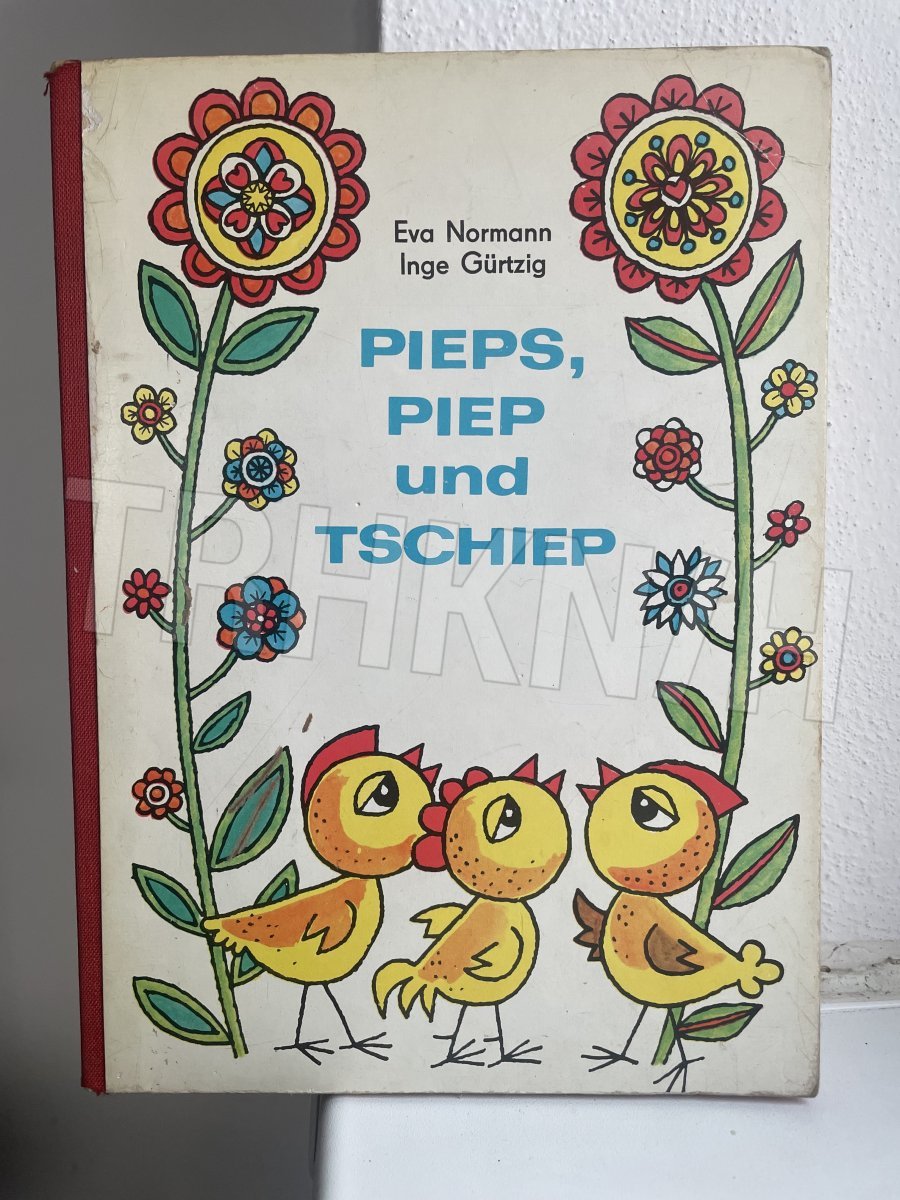 Eva Normann
Inge Gürtzig
PIEPS,
PIEP
und
TSCHIEP